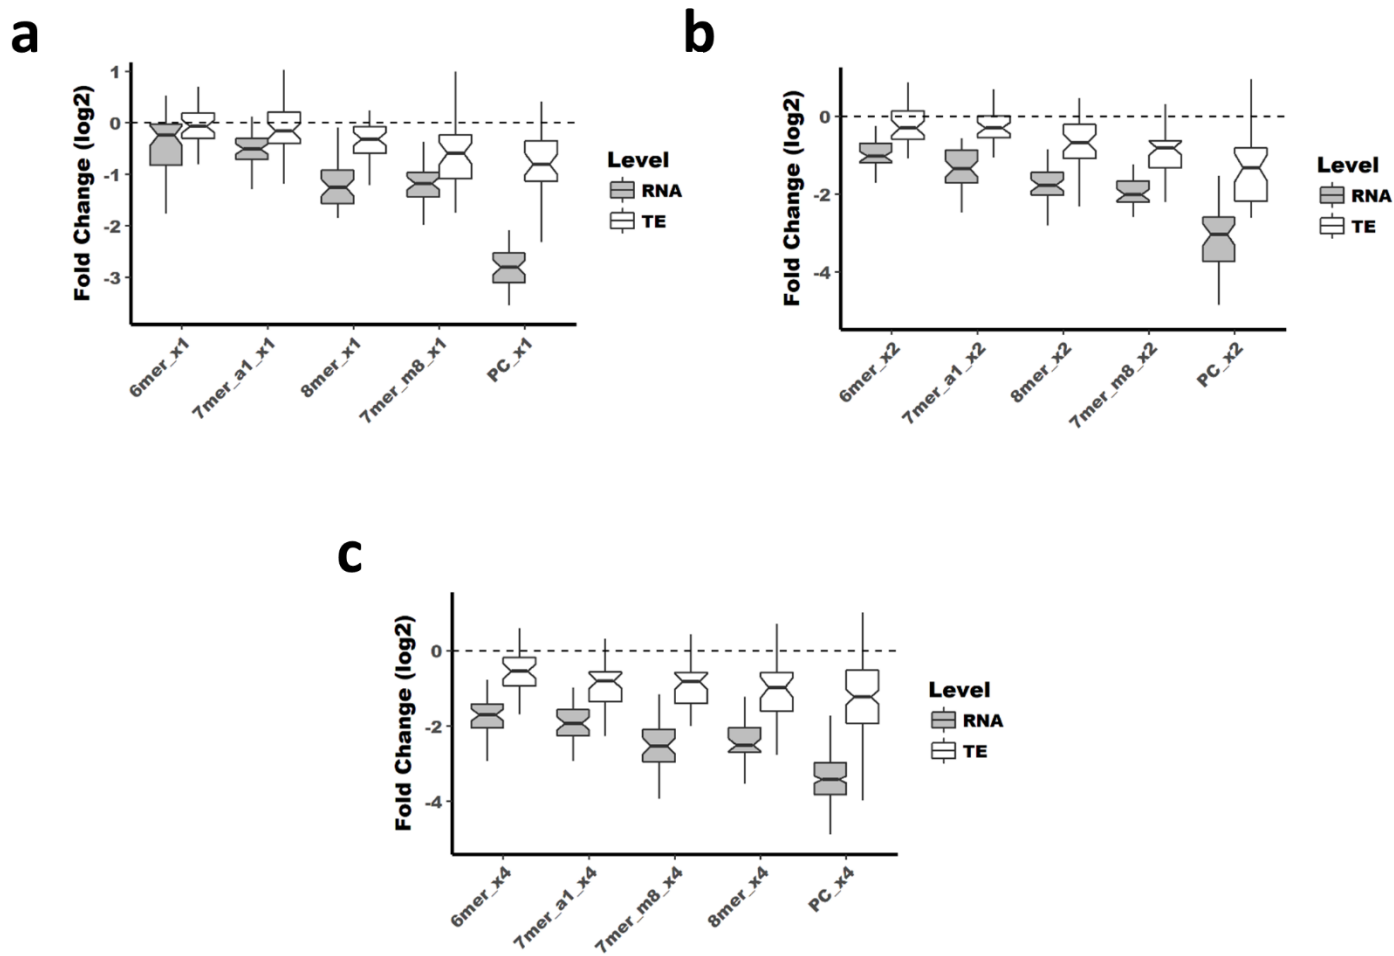 a
Fold Change (log2)
1
0
-1
-2
-3
6mer_x1
7mer_a1_x1
8mer_x1
7mer_m8_x1
PC_x1
Level
RNA
TE
b
Fold Change (log2)
0
-2
-4
6mer_x2
7mer_a1_x2
8mer_x2
7mer_m8_x2
PC_x2
Level
RNA
TE
c
Fold Change (log2)
0
-2
-4
6mer_x4
7mer_a1_x4
7mer_m8_x4
8mer_x4
PC_x4
Level
RNA
TE